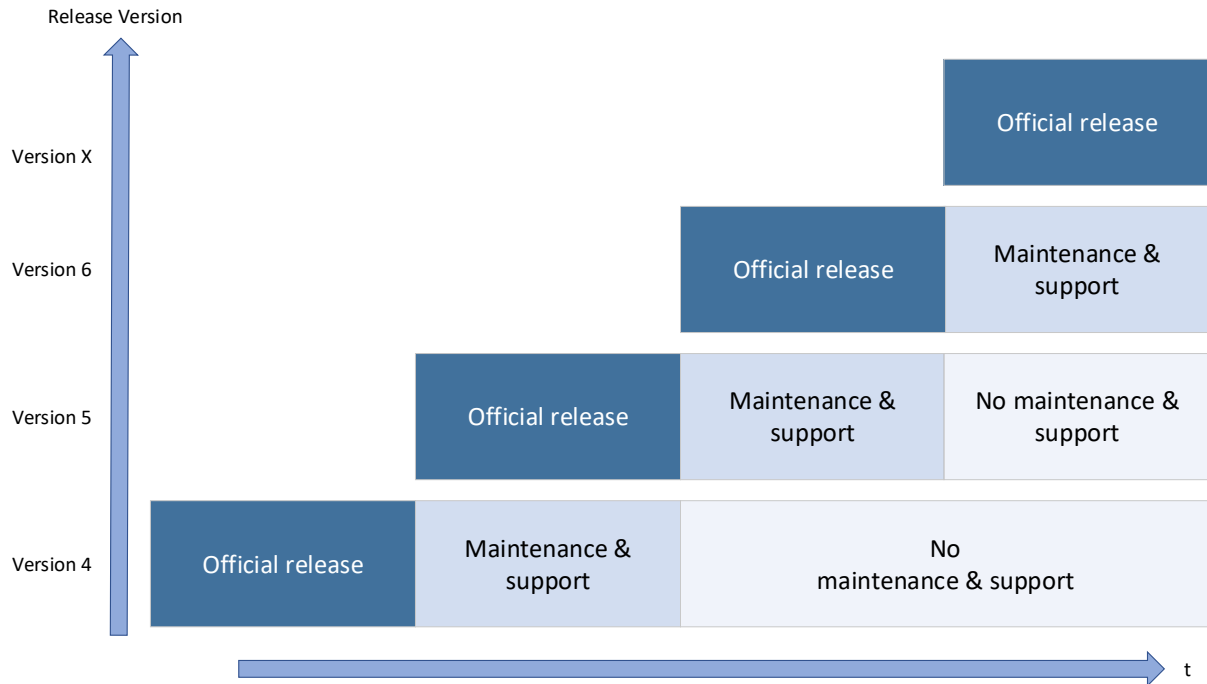 Release Version
Official release
Version X
Version 6
Official release
Maintenance &
support
Version 5
Official release
Maintenance &
support
No maintenance &
support
Version 4
Official release
Maintenance &
support
No
maintenance & support
t